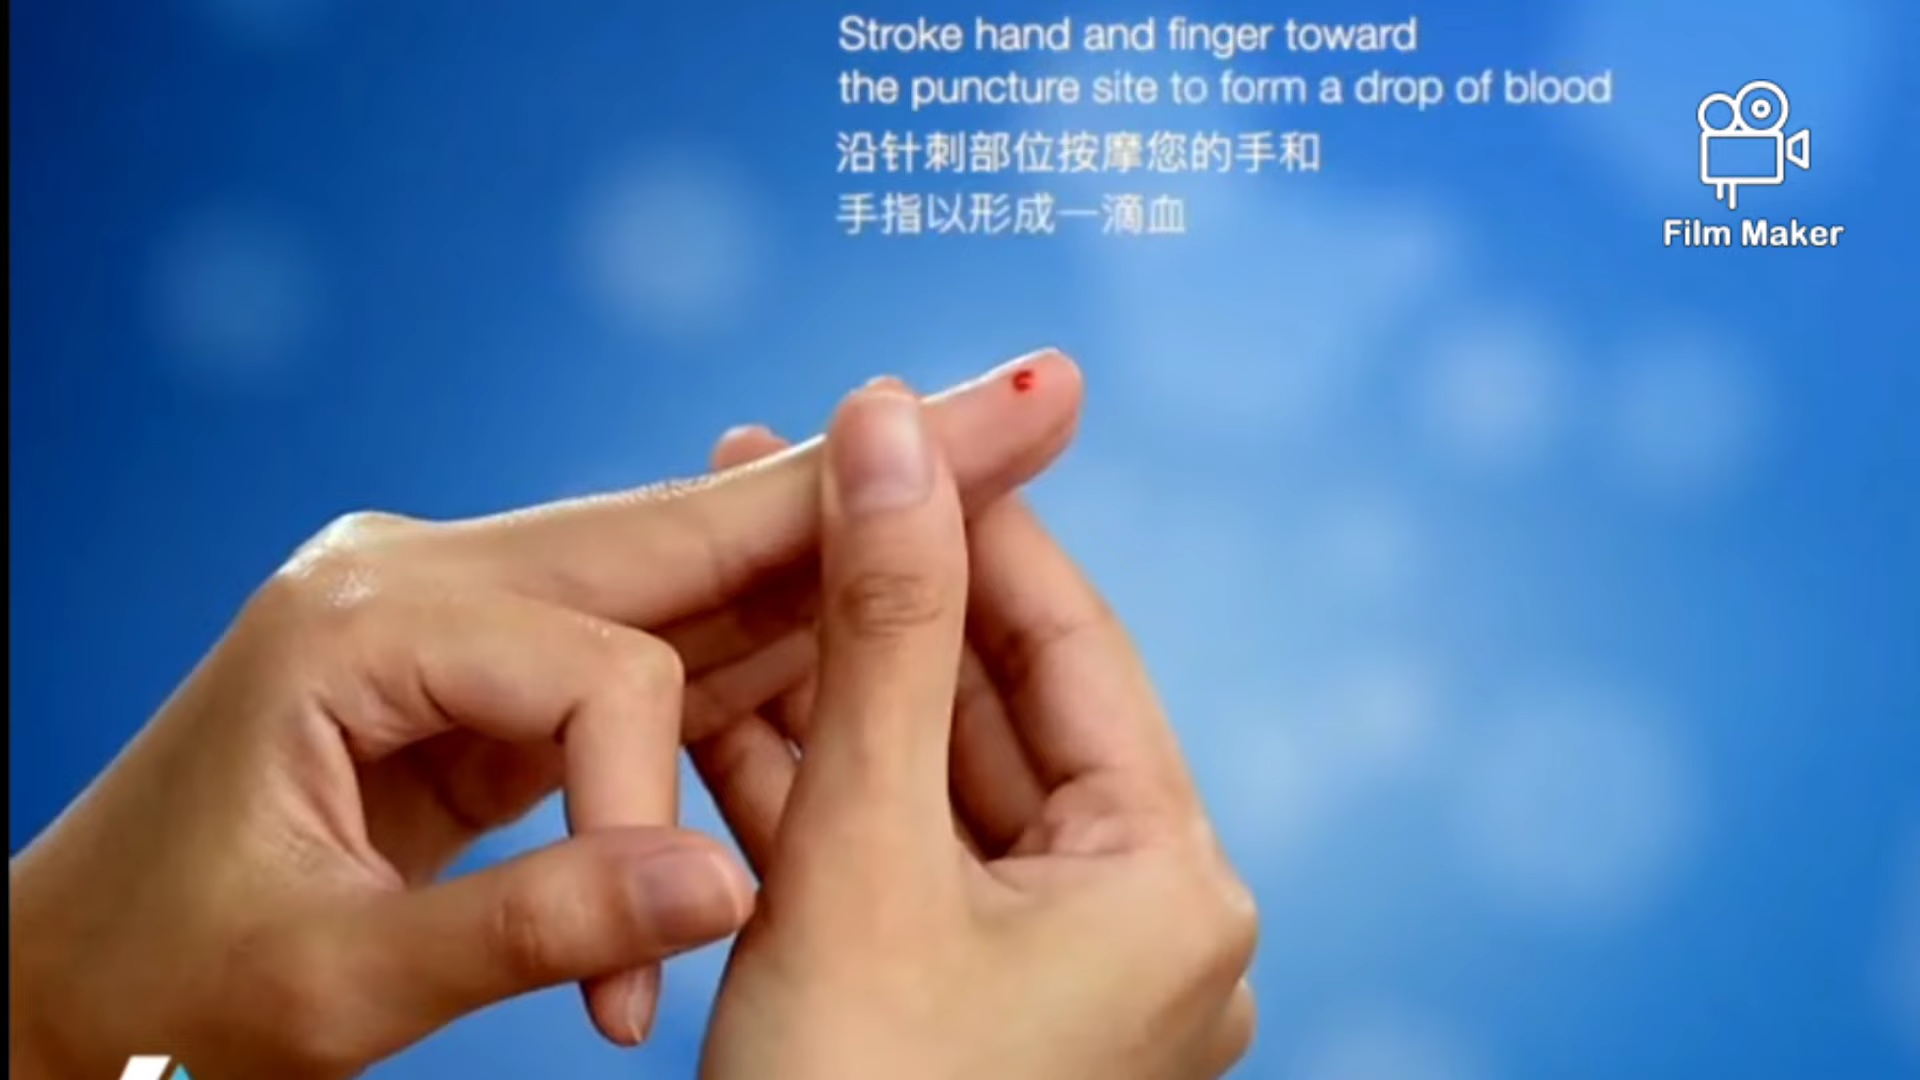 Stroke hand and finger toward
the puncture site to form a drop of blood
沿针刺部位按摩您的手和
手指以形成一滴血
Film Maker